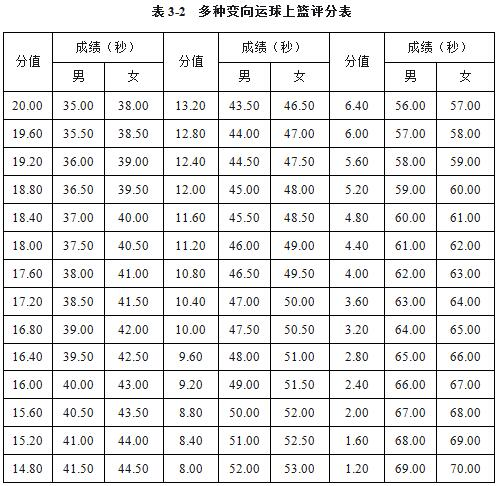 表 3-2 多种变向运球上篮评分表
分值 成绩（秒） 分值 成绩（秒） 分值 成绩（秒）
男 女 男 女 男 女
20.00 35.00 38.00 13.20 43.50 46.50 6.40 56.00 57.00
19.60 35.50 38.50 12.80 44.00 47.00 6.00 57.00 58.00
19.20 36.00 39.00 12.40 44.50 47.50 5.60 58.00 59.00
18.80 36.50 39.50 12.00 45.00 48.00 5.20 59.00 60.00
18.40 37.00 40.00 11.60 45.50 48.50 4.80 60.00 61.00
18.00 37.50 40.50 11.20 46.00 49.00 4.40 61.00 62.00
17.60 38.00 41.00 10.80 46.50 49.50 4.00 62.00 63.00
17.20 38.50 41.50 10.40 47.00 50.00 3.60 63.00 64.00
16.80 39.00 42.00 10.00 47.50 50.50 3.20 64.00 65.00
16.40 39.50 42.50 9.60 48.00 51.00 2.80 65.00 66.00
16.00 40.00 43.00 9.20 49.00 51.50 2.40 66.00 67.00
15.60 40.50 43.50 8.80 50.00 52.00 2.00 67.00 68.00
15.20 41.00 44.00 8.40 51.00 52.50 1.60 68.00 69.00
14.80 41.50 44.50 8.00 52.00 53.00 1.20 69.00 70.00